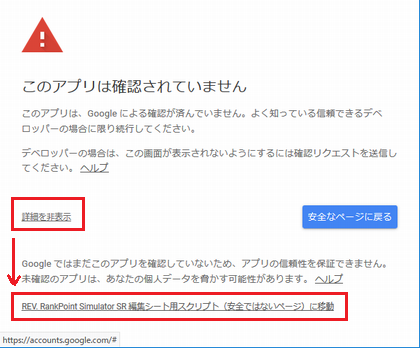 このアプリは確認されていません
このアプリは、Google による確認が済んでいません。よく知っている信頼できるデベ
ロッパーの場合に限り続行してください。
デベロッパーの場合は、この画面が表示されないようにするには確認リクエストを送信し
てください。 ヘルプ
詳細を非表示
安全なページに戻る
Google ではまだこのアプリを確認していないため、アプリの信頼性を保証できません。
未確認のアプリは、あなたの個人データを脅かす可能性があります。 ヘルプ
REV. RankPoint Simulator SR 編集シート用スクリプト（安全ではないページ）に移動
https://accounts.google.com/#